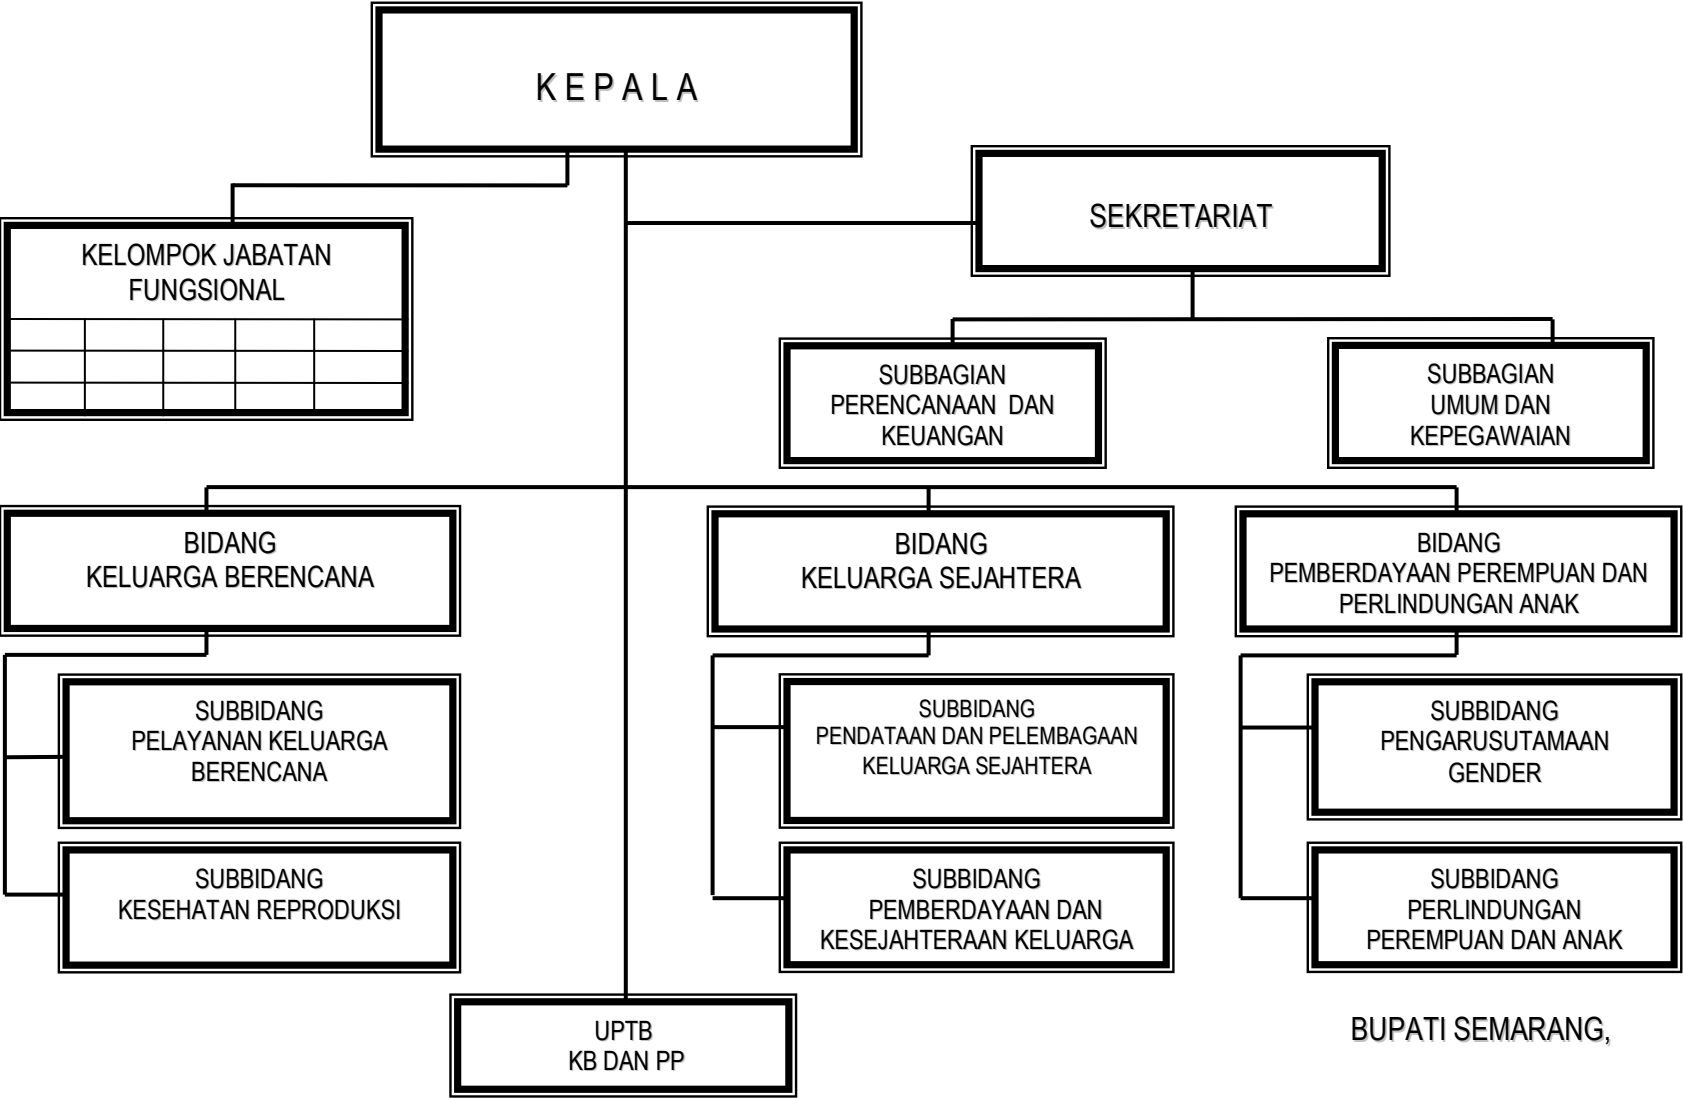 K E P A L A
SEKRETARIAT
KELOMPOK JABATAN
FUNGSIONAL
SUBBAGIAN
PERENCANAAN DAN
KEUANGAN
SUBBAGIAN
UMUM DAN
KEPEGAWAIAN
BIDANG
KELUARGA BERENCANA
BIDANG
KELUARGA SEJAHTERA
BIDANG
PEMBERDAYAAN PEREMPUAN DAN
PERLINDUNGAN ANAK
SUBBIDANG
PELAYANAN KELUARGA
BERENCANA
SUBBIDANG
PENDATAAN DAN PELEMBAGAAN
KELUARGA SEJAHTERA
SUBBIDANG
PENGARUSUTAMAAN
GENDER
SUBBIDANG
KESEHATAN REPRODUKSI
SUBBIDANG
PEMBERDAYAAN DAN
KESEJAHTERAAN KELUARGA
SUBBIDANG
PERLINDUNGAN
PEREMPUAN DAN ANAK
UPTB
KB DAN PP
BUPATI SEMARANG,